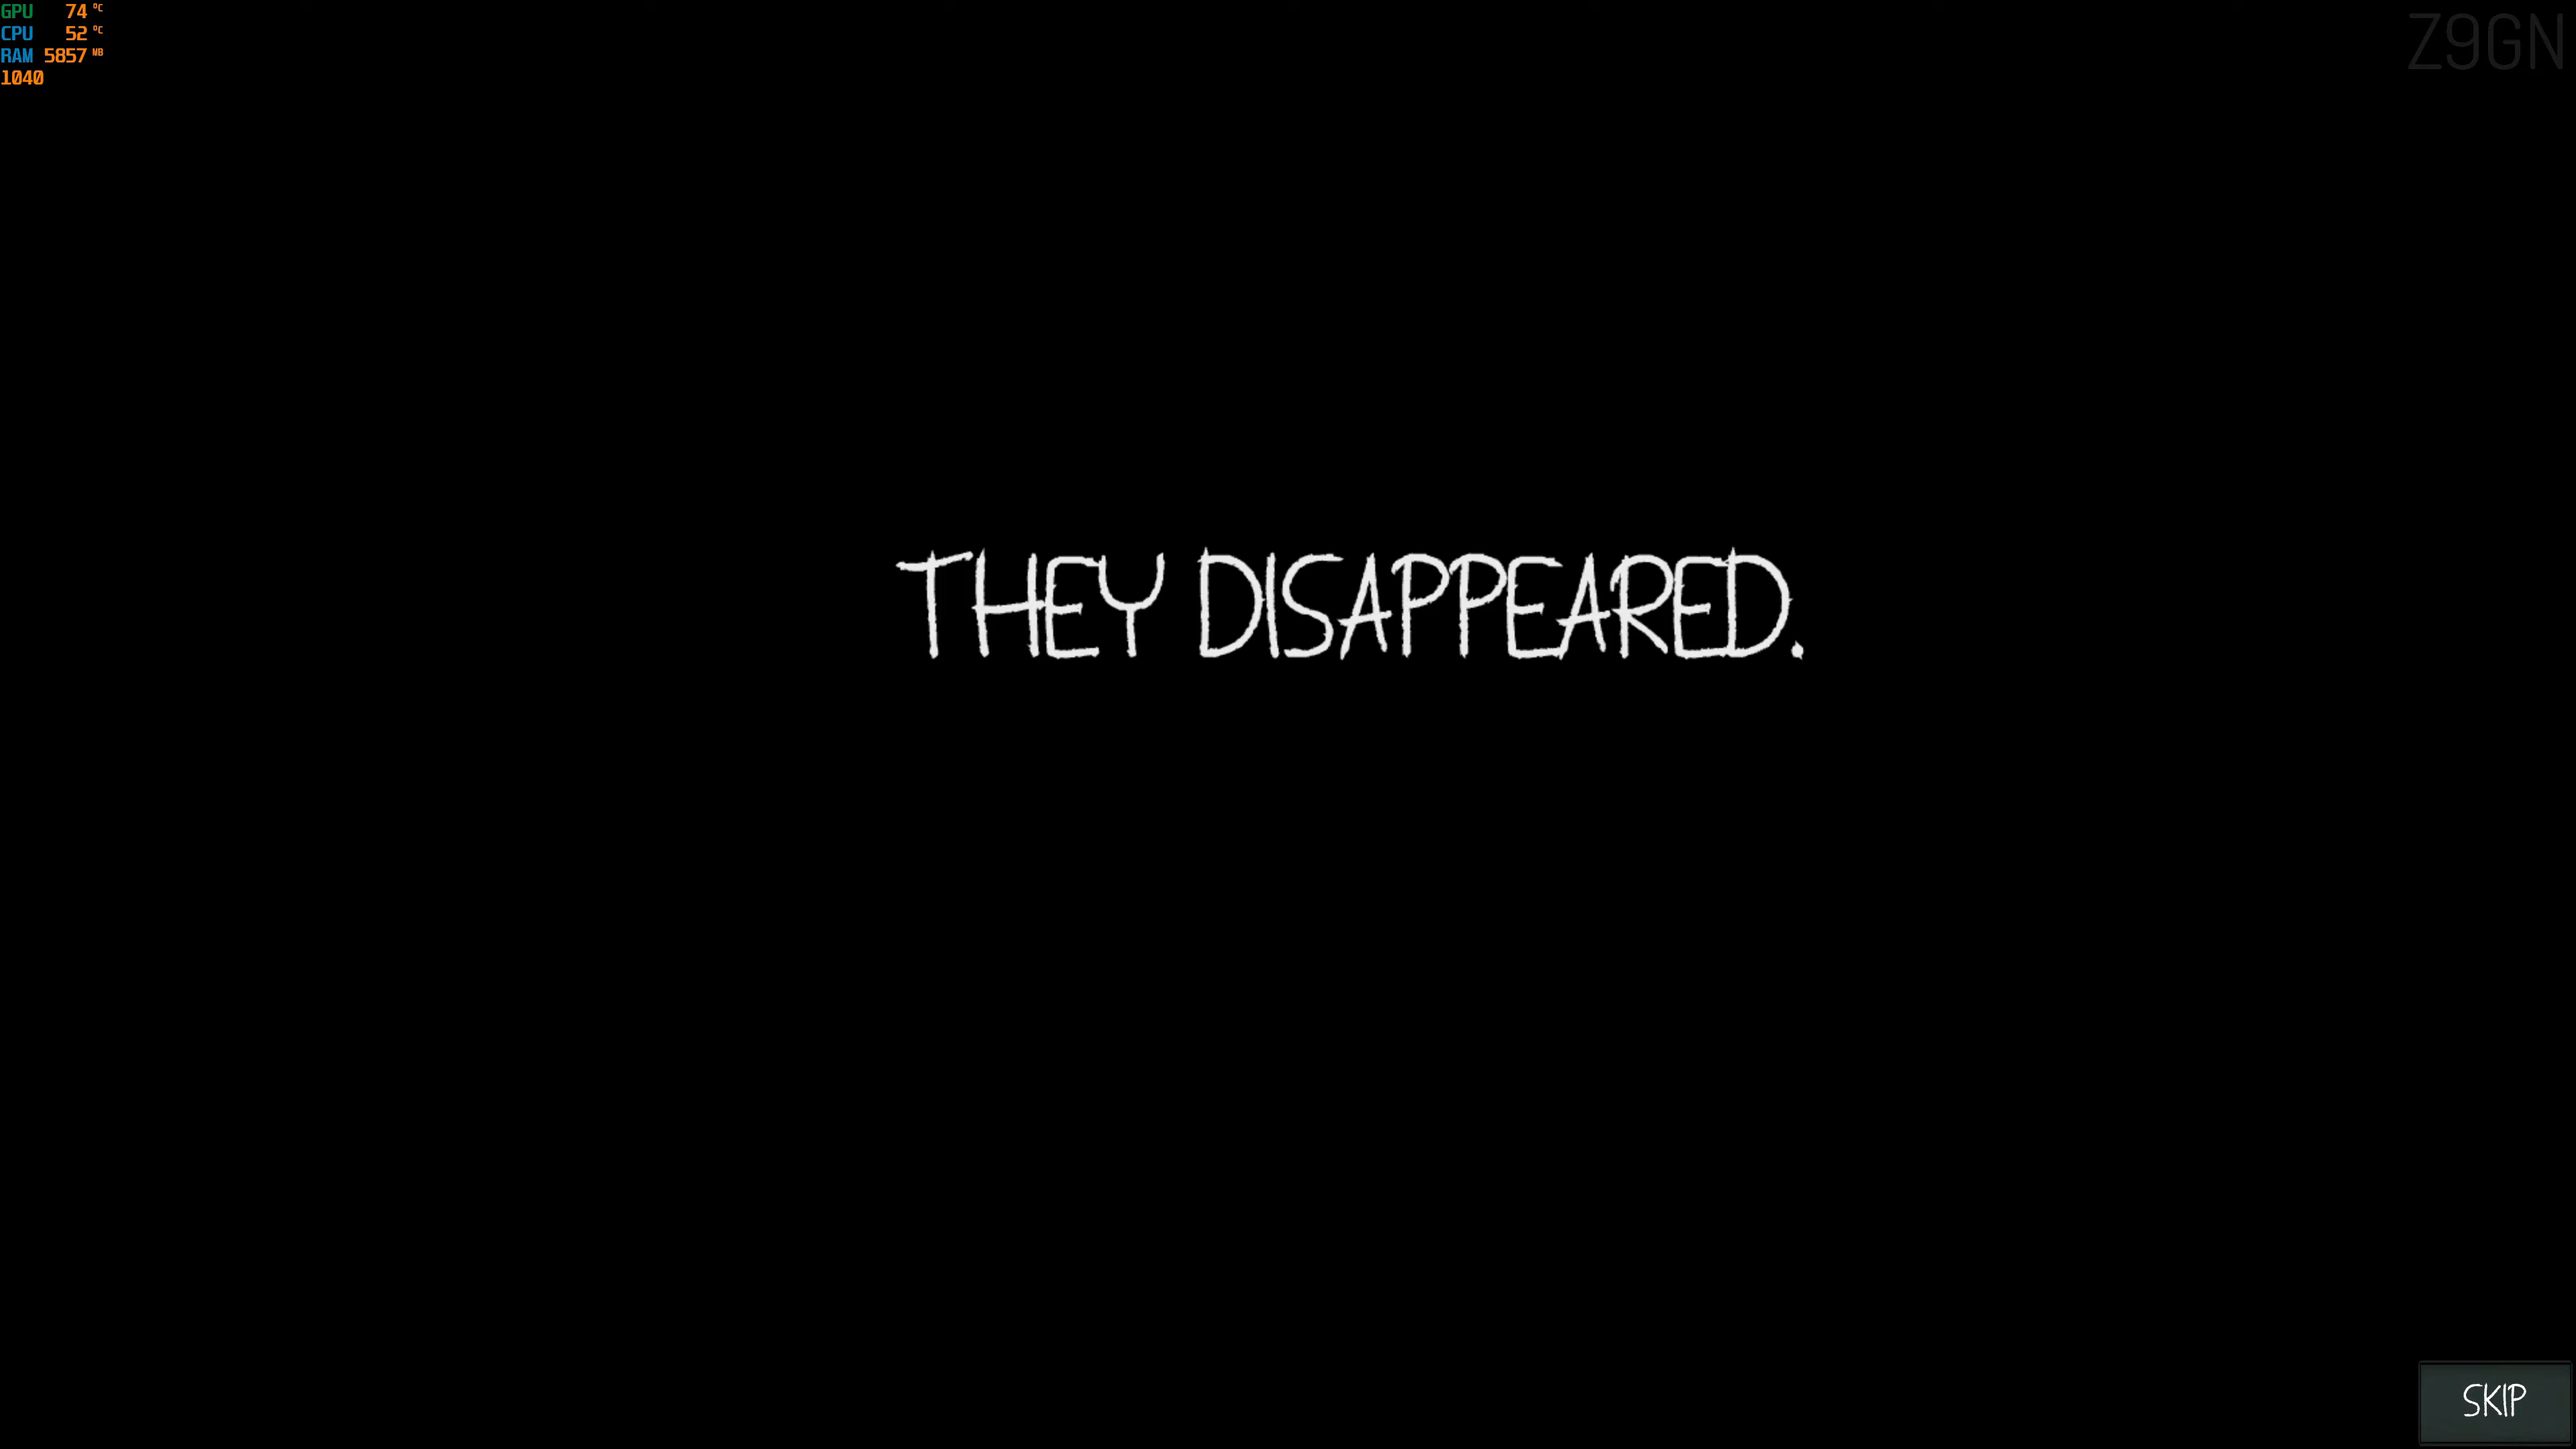 GPU 74 °C
CPU 52 °C
RAM 5857 MB
1040
Z9GN
THEY DISAPPEARED.
SKIP